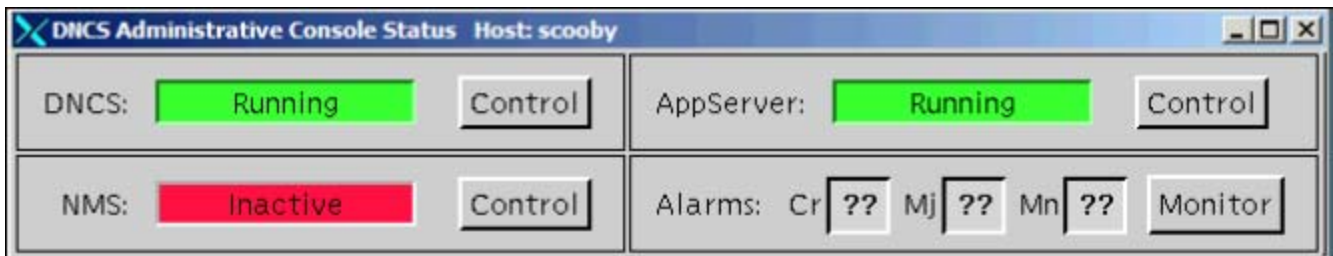 DNCS Administrative Console Status Host: scooby
DNCS: Running Control AppServer: Running Control
NMS: Inactive Control Alarms: Cr ?? Mj ?? Mn ?? Monitor